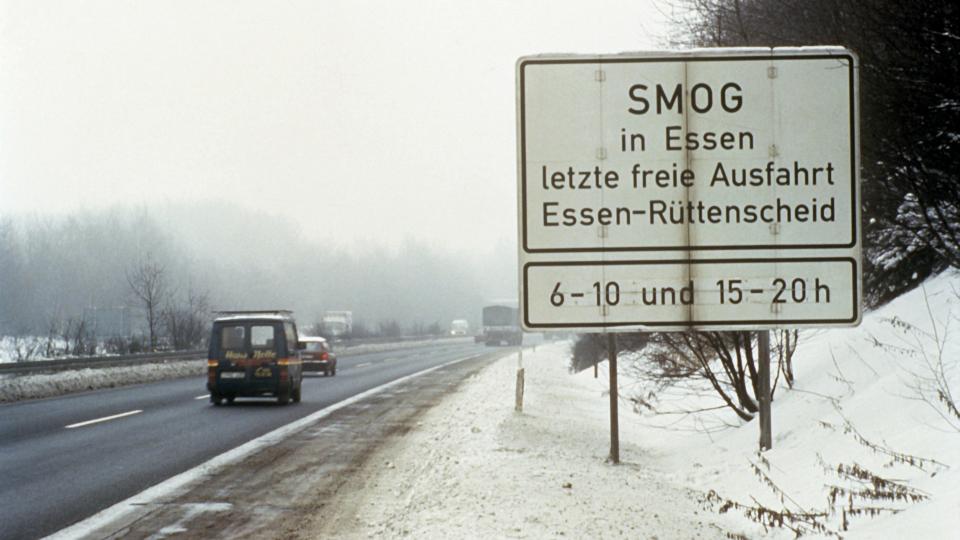 SMOG
in Essen
letzte freie Ausfahrt
Essen-Rüttenscheid
6-10 und 15-20 h